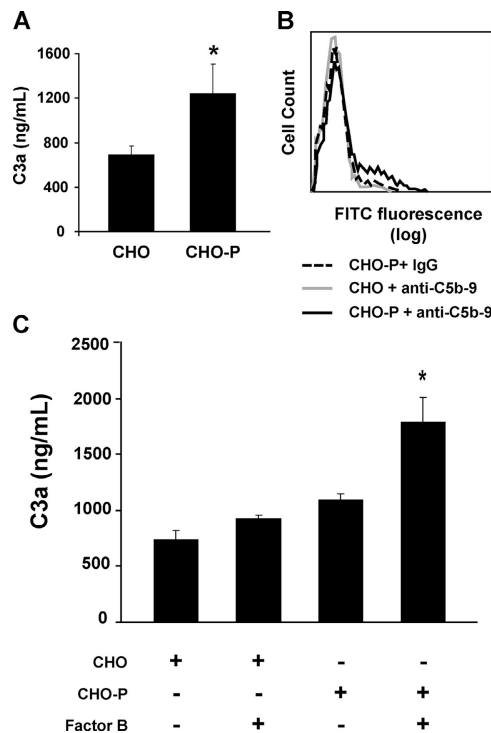 A
C3a (ng/mL)
1600
1200
800
400
0
*
CHO
CHO-P
B
Cell Count
FITC fluorescence
(log)
CHO-P+ IgG
CHO + anti-C5b-9
CHO-P + anti-C5b-9
C
C3a (ng/mL)
2500
2000
1500
1000
500
0
*
CHO + + - -
CHO-P - - + +
Factor B - + - +